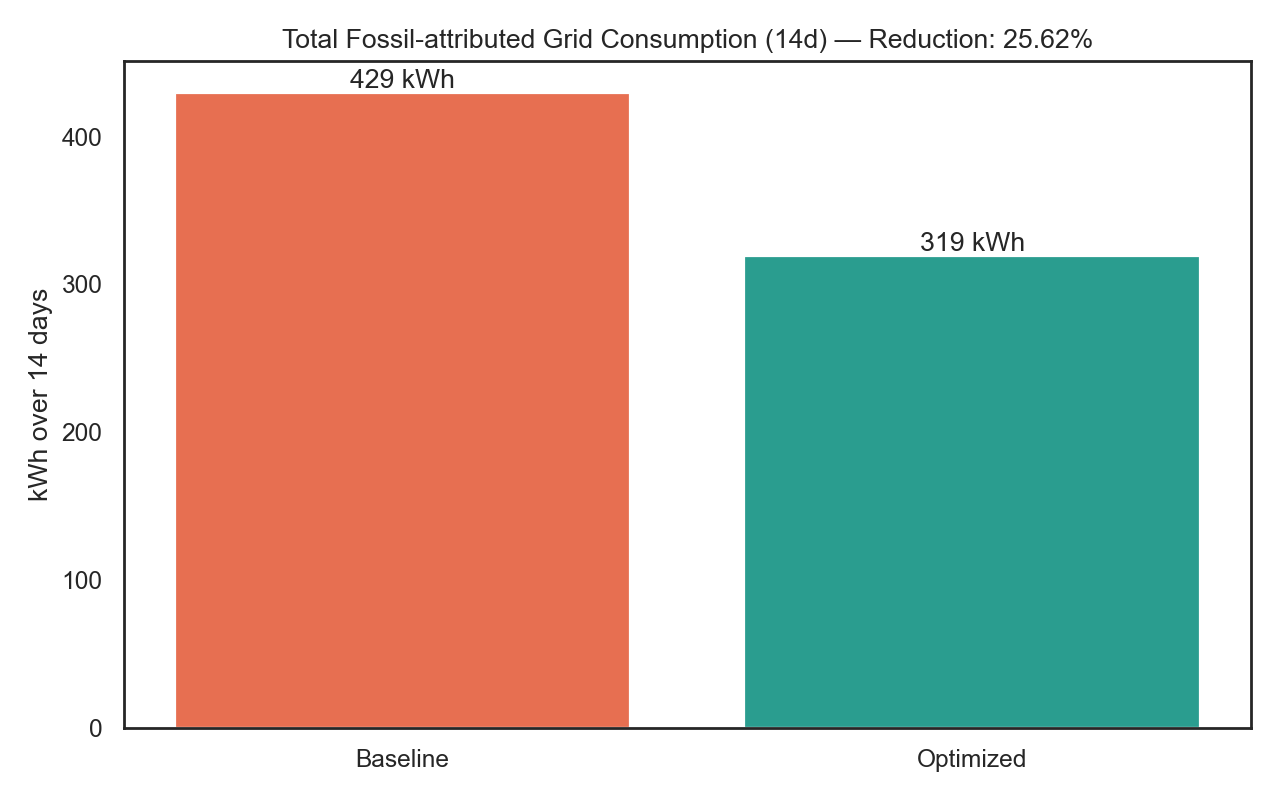 Total Fossil-attributed Grid Consumption (14d) — Reduction: 25.62%
429 kWh
400
319 kWh
300
kWh over 14 days
200
100
0
Baseline Optimized